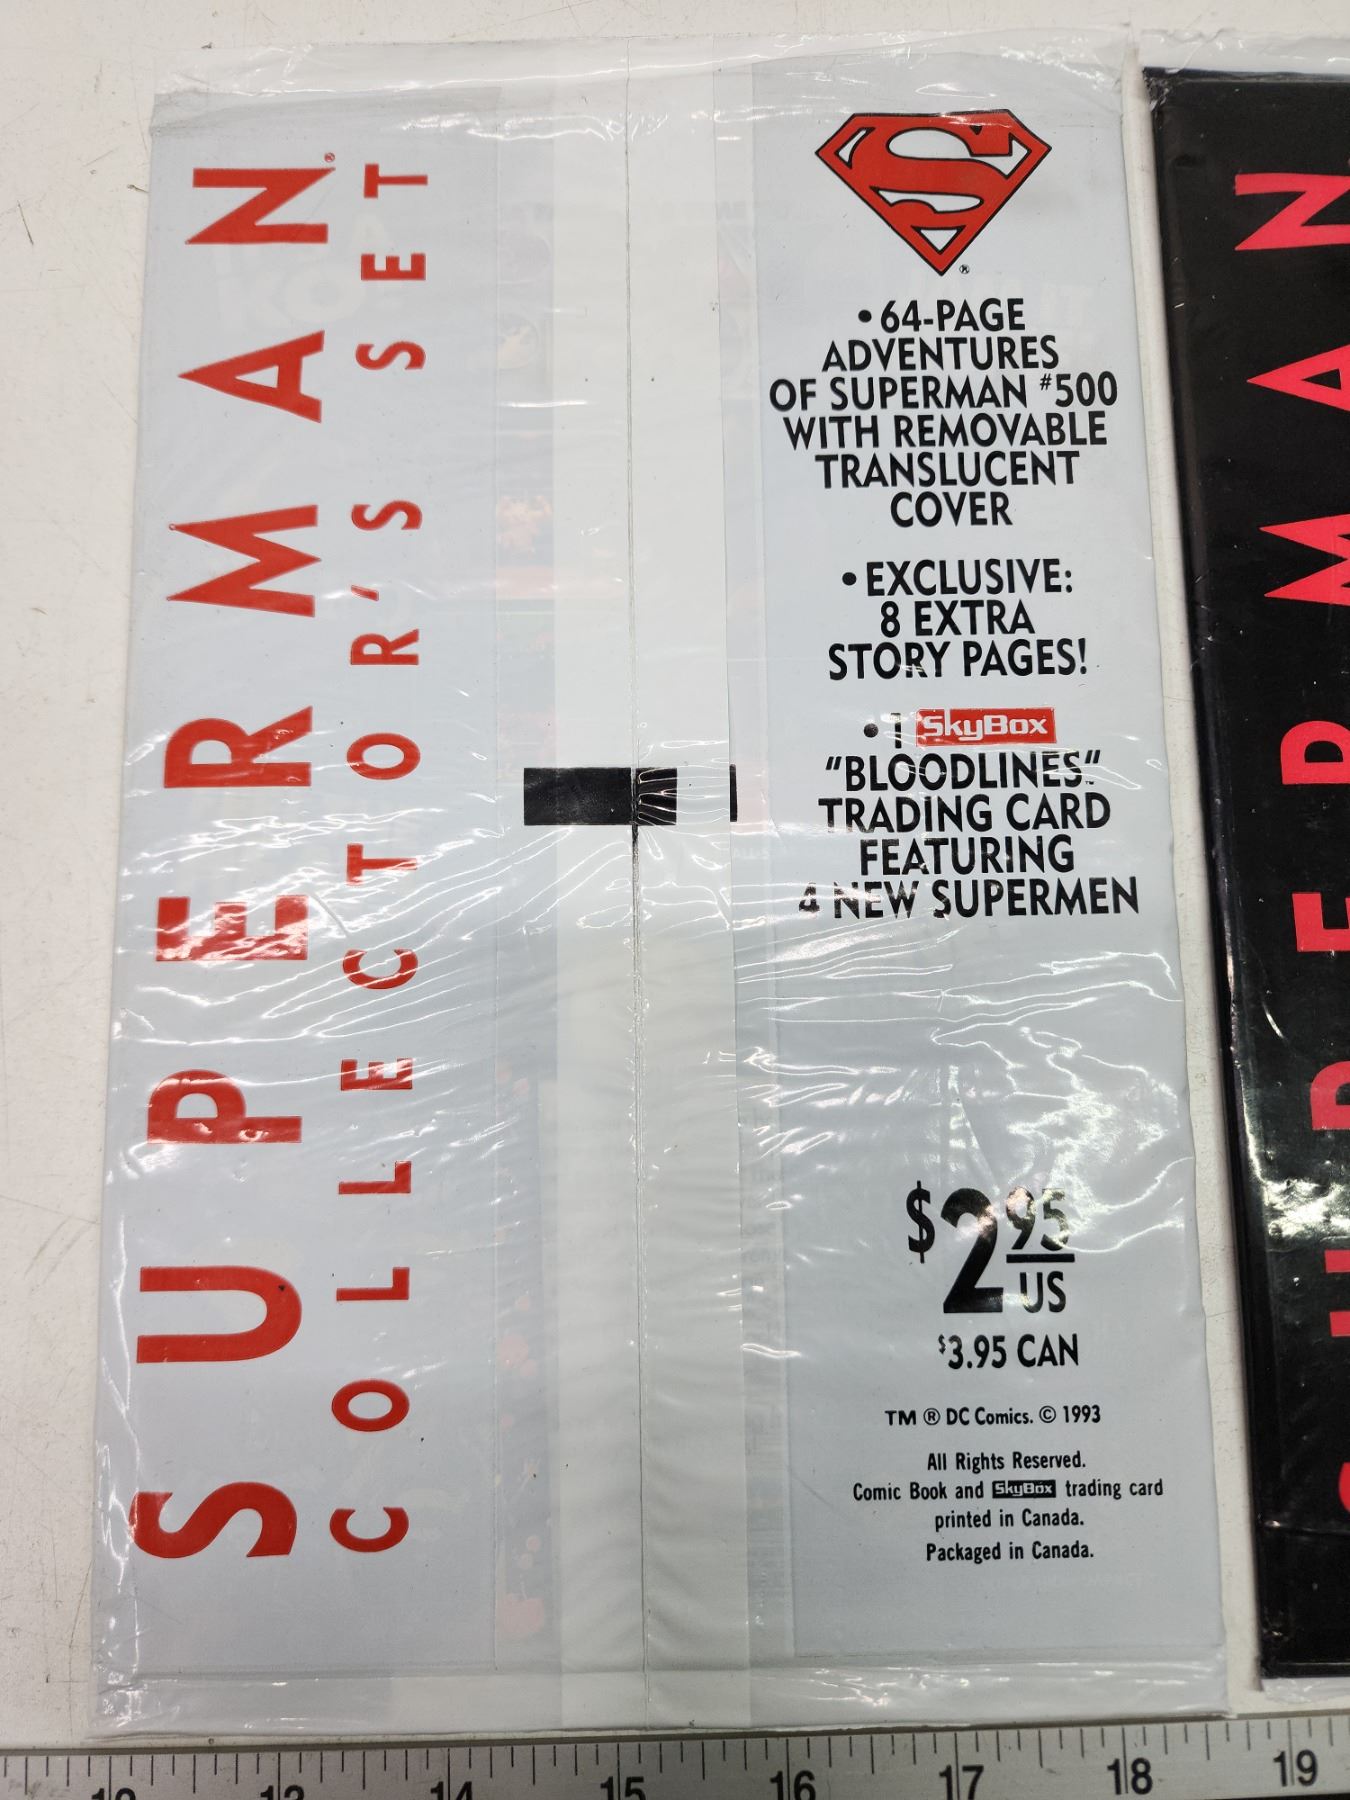 SUPERMAN®
COLLECTOR'S SET
S®
• 64-PAGE
ADVENTURES
OF SUPERMAN #500
WITH REMOVABLE
TRANSLUCENT
COVER
• EXCLUSIVE:
8 EXTRA
STORY PAGES!
• 1 SkyBox
"BLOODLINES"
TRADING CARD
FEATURING
4 NEW SUPERMEN
$2.95
US
$3.95 CAN
TM ® DC Comics. © 1993
All Rights Reserved.
Comic Book and SkyBox trading card
printed in Canada.
Packaged in Canada.
SUPERMAN
14 15 16 17 18 19